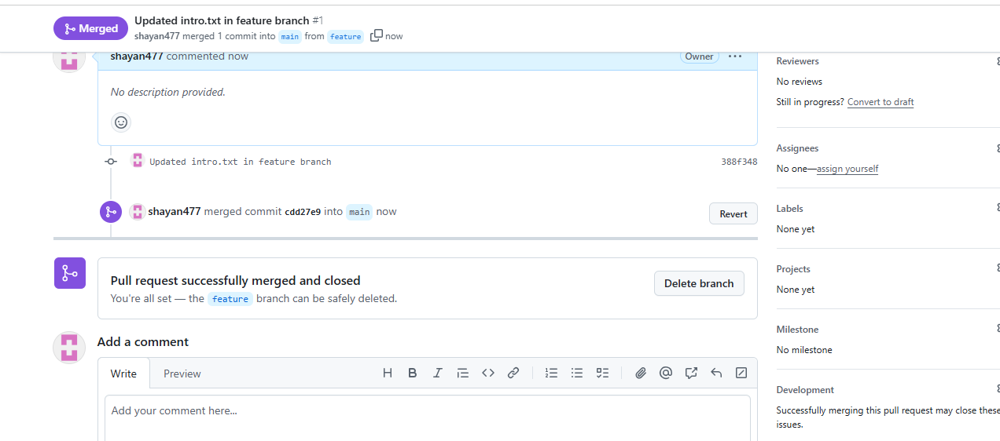 Merged
Updated intro.txt in feature branch #1
shayan477 merged 1 commit into main from feature now
shayan477 commented now
Owner
No description provided.
Updated intro.txt in feature branch
388f348
shayan477 merged commit cdd27e9 into main now
Revert
Pull request successfully merged and closed
You're all set — the feature branch can be safely deleted.
Delete branch
Add a comment
Write
Preview
Add your comment here...
Reviewers
No reviews
Still in progress? Convert to draft
Assignees
No one—assign yourself
Labels
None yet
Projects
None yet
Milestone
No milestone
Development
Successfully merging this pull request may close these
issues.